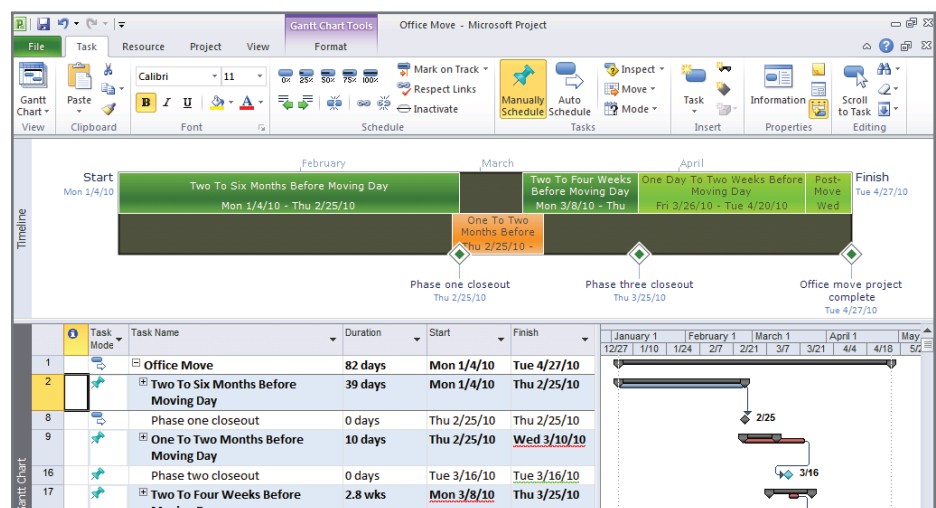 Gantt Chart Tools
Office Move - Microsoft Project
File Task Resource Project View Format
Gantt Chart
View
Paste
Clipboard
Calibri 11
B I U A
Font
0% 25% 50% 75% 100%
Mark on Track
Respect Links
Inactivate
Schedule
Manually Schedule
Auto Schedule
Inspect
Move
Mode
Tasks
Task
Insert
Information
Properties
Scroll to Task
Editing
Timeline
February March April
Start
Mon 1/4/10
Two To Six Months Before Moving Day
Mon 1/4/10 - Thu 2/25/10
Two To Four Weeks
Before Moving Day
Mon 3/8/10 - Thu
One Day To Two Weeks Before
Moving Day
Fri 3/26/10 - Tue 4/20/10
Post-
Move
Wed
Finish
Tue 4/27/10
One To Two
Months Before
Thu 2/25/10 -
Phase one closeout
Thu 2/25/10
Phase three closeout
Thu 3/25/10
Office move project
complete
Tue 4/27/10
Gantt Chart
Task Mode Task Name Duration Start Finish
January 1 February 1 March 1 April 1 May
12/27 1/10 1/24 2/7 2/21 3/7 3/21 4/4 4/18 5/2
1 Office Move 82 days Mon 1/4/10 Tue 4/27/10
2 Two To Six Months Before 39 days Mon 1/4/10 Thu 2/25/10
Moving Day
8 Phase one closeout 0 days Thu 2/25/10 Thu 2/25/10 2/25
9 One To Two Months Before 10 days Thu 2/25/10 Wed 3/10/10
Moving Day
16 Phase two closeout 0 days Tue 3/16/10 Tue 3/16/10 3/16
17 Two To Four Weeks Before 2.8 wks Mon 3/8/10 Thu 3/25/10